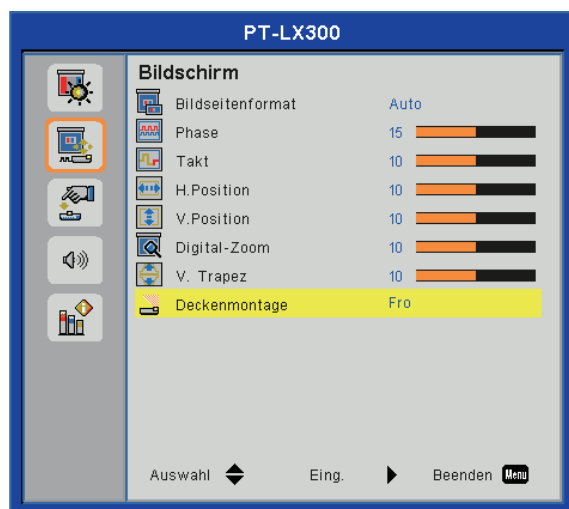 PT-LX300
Bildschirm
Bildseitenformat Auto
Phase 15
Takt 10
H.Position 10
V.Position 10
Digital-Zoom 10
V. Trapez 10
Deckenmontage Fro
Auswahl Eing. Beenden Menu